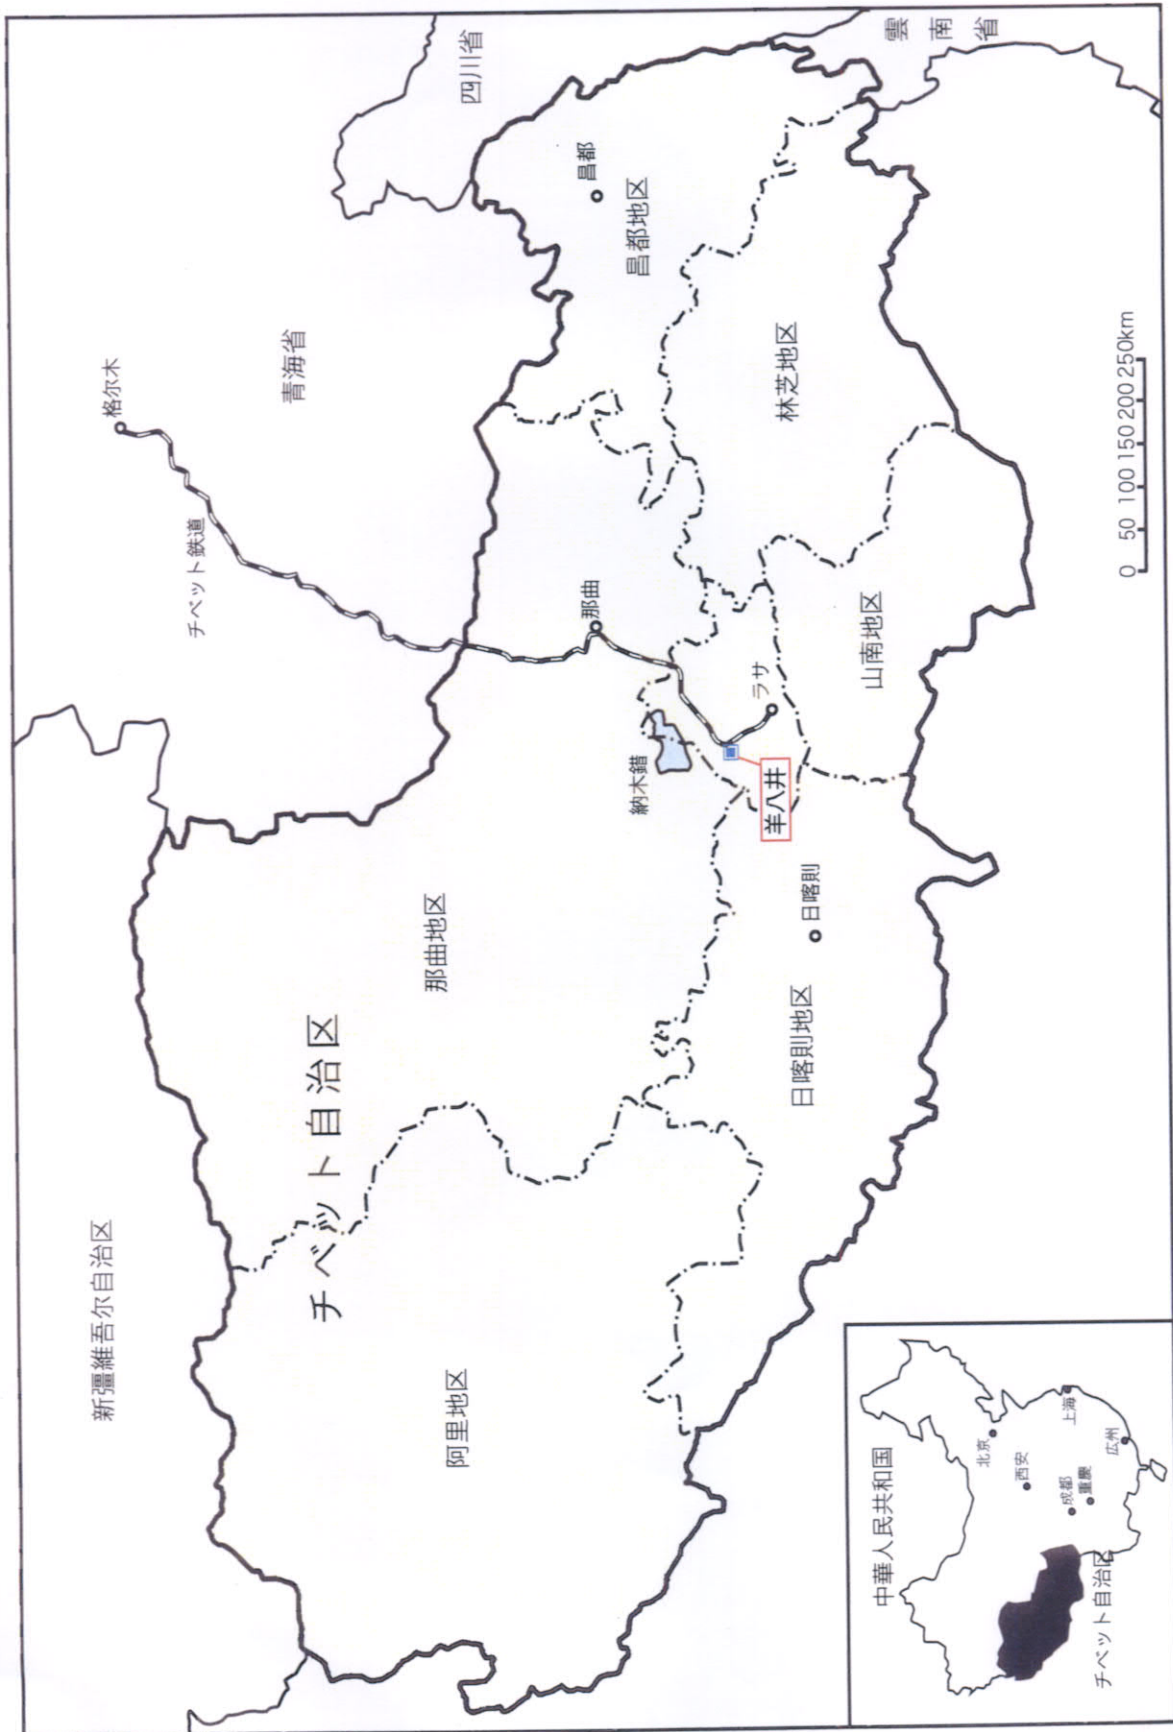 新彊維吾尔自治区
チベット自治区
阿里地区
那曲地区
日喀則地区
日喀則
納木錯
羊八井
ラサ
那曲
山南地区
林芝地区
昌都地区
昌都
チベット鉄道
格尔木
青海省
四川省
雲南省
0 50 100 150 200 250km
中華人民共和国
北京
西安
成都
重慶
上海
広州
チベット自治区